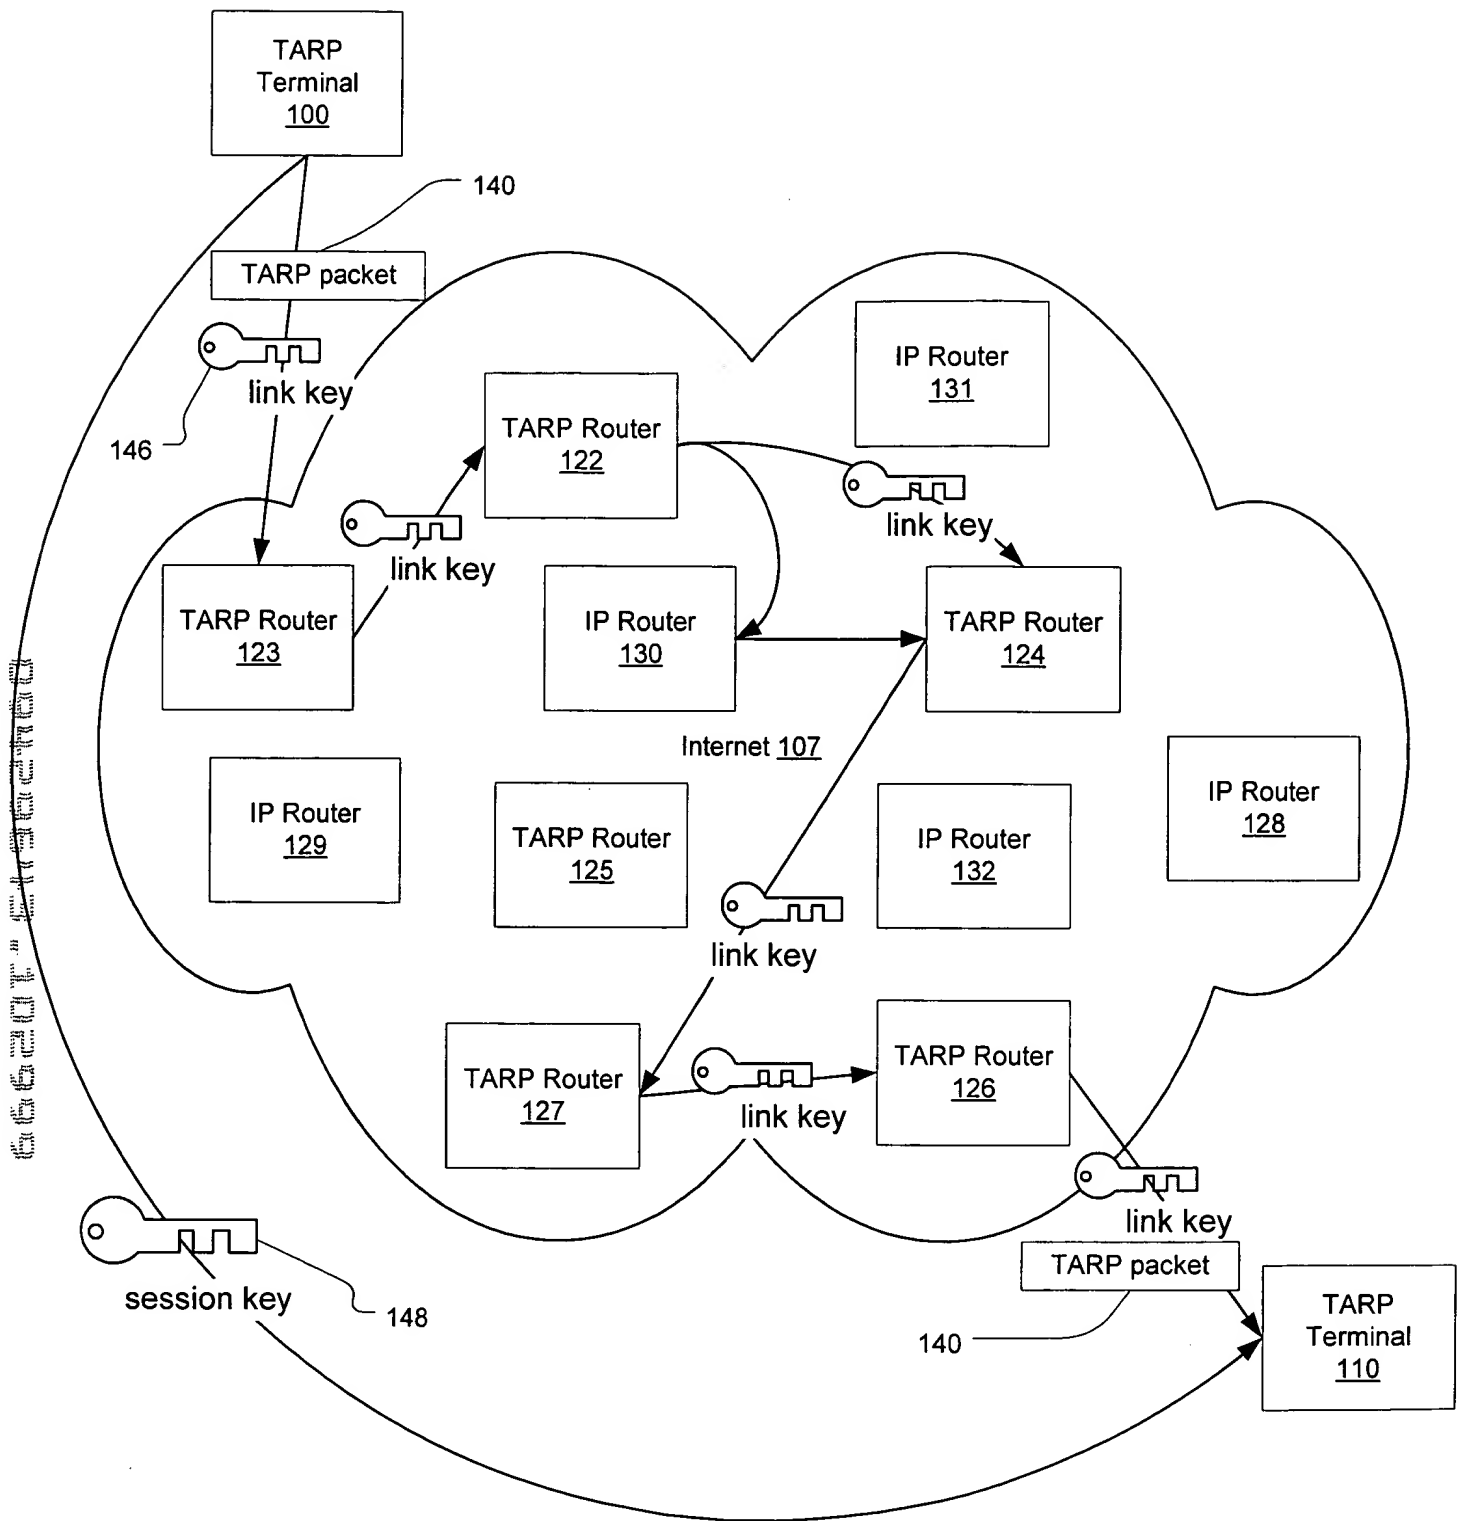 TARP
Terminal
100
140
TARP packet
link key
146
IP Router
131
TARP Router
122
link key
link key
TARP Router
123
IP Router
130
TARP Router
124
Internet 107
IP Router
129
TARP Router
125
IP Router
132
IP Router
128
link key
TARP Router
127
TARP Router
126
link key
link key
TARP packet
session key
148
140
TARP
Terminal
110